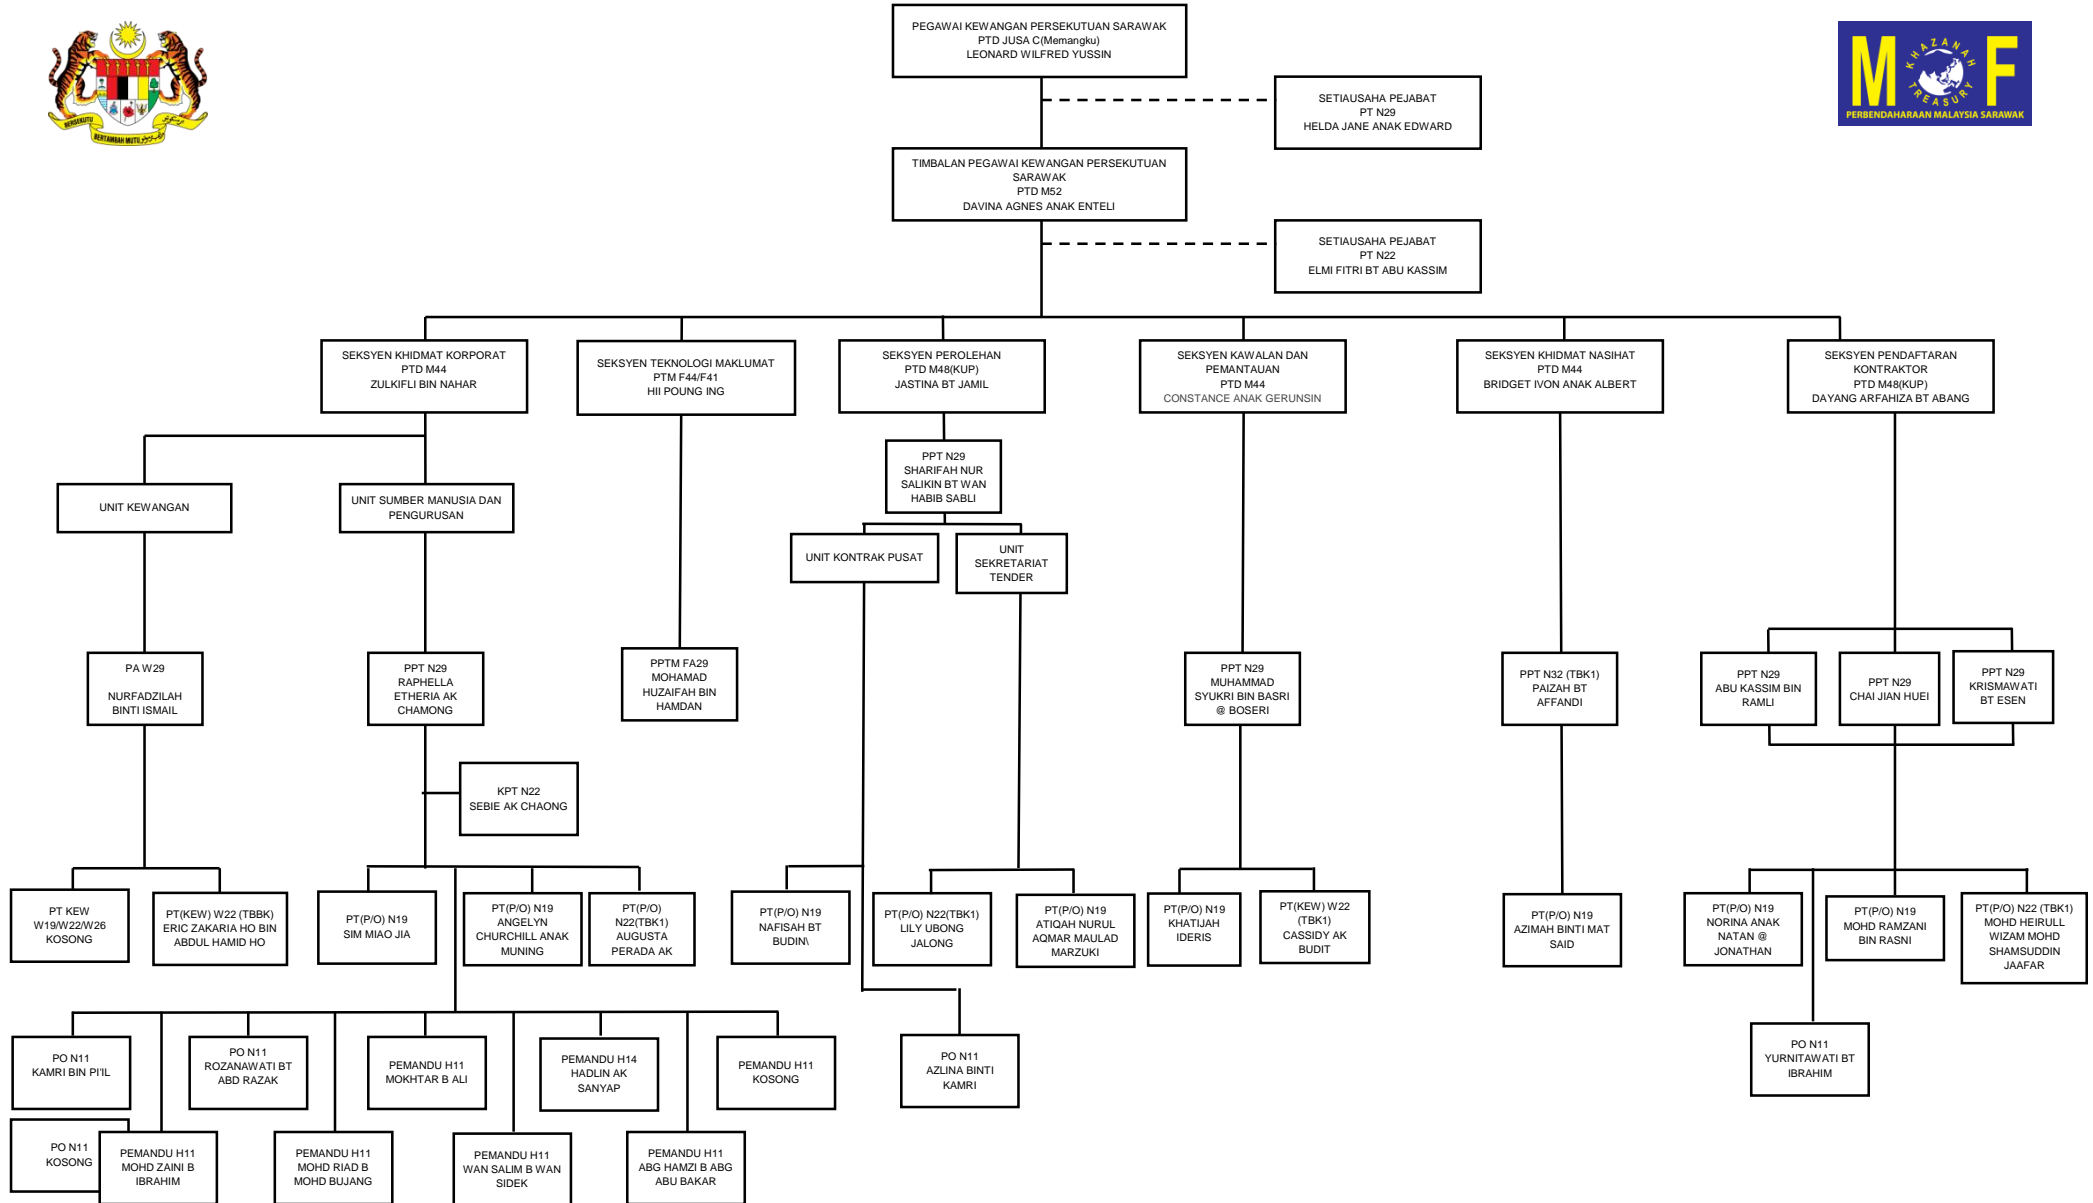 PEGAWAI KEWANGAN PERSEKUTUAN SARAWAK
PTD JUSA C(Memangku)
LEONARD WILFRED YUSSIN
BERSEKUTU
BERTAMBAH MUTU
M F
KHAZANAH
TREASURY
PERBENDAHARAAN MALAYSIA SARAWAK
SETIAUSAHA PEJABAT
PT N29
HELDA JANE ANAK EDWARD
TIMBALAN PEGAWAI KEWANGAN PERSEKUTUAN
SARAWAK
PTD M52
DAVINA AGNES ANAK ENTELI
SETIAUSAHA PEJABAT
PT N22
ELMI FITRI BT ABU KASSIM
SEKSYEN KHIDMAT KORPORAT
PTD M44
ZULKIFLI BIN NAHAR
SEKSYEN TEKNOLOGI MAKLUMAT
PTM F44/F41
HII POUNG ING
SEKSYEN PEROLEHAN
PTD M48(KUP)
JASTINA BT JAMIL
SEKSYEN KAWALAN DAN
PEMANTAUAN
PTD M44
CONSTANCE ANAK GERUNSIN
SEKSYEN KHIDMAT NASIHAT
PTD M44
BRIDGET IVON ANAK ALBERT
SEKSYEN PENDAFTARAN
KONTRAKTOR
PTD M48(KUP)
DAYANG ARFAHIZA BT ABANG
PPT N29
SHARIFAH NUR
SALIKIN BT WAN
HABIB SABLI
UNIT KEWANGAN
UNIT SUMBER MANUSIA DAN
PENGURUSAN
UNIT KONTRAK PUSAT
UNIT
SEKRETARIAT
TENDER
PA W29
NURFADZILAH
BINTI ISMAIL
PPT N29
RAPHELLA
ETHERIA AK
CHAMONG
PPTM FA29
MOHAMAD
HUZAIFAH BIN
HAMDAN
PPT N29
MUHAMMAD
SYUKRI BIN BASRI
@ BOSERI
PPT N32 (TBK1)
PAIZAH BT
AFFANDI
PPT N29
ABU KASSIM BIN
RAMLI
PPT N29
CHAI JIAN HUEI
PPT N29
KRISMAWATI
BT ESEN
KPT N22
SEBIE AK CHAONG
PT KEW
W19/W22/W26
KOSONG
PT(KEW) W22 (TBBK)
ERIC ZAKARIA HO BIN
ABDUL HAMID HO
PT(P/O) N19
SIM MIAO JIA
PT(P/O) N19
ANGELYN
CHURCHILL ANAK
MUNING
PT(P/O)
N22(TBK1)
AUGUSTA
PERADA AK
PT(P/O) N19
NAFISAH BT
BUDIN\
PT(P/O) N22(TBK1)
LILY UBONG
JALONG
PT(P/O) N19
ATIQAH NURUL
AQMAR MAULAD
MARZUKI
PT(P/O) N19
KHATIJAH
IDERIS
PT(KEW) W22
(TBK1)
CASSIDY AK
BUDIT
PT(P/O) N19
AZIMAH BINTI MAT
SAID
PT(P/O) N19
NORINA ANAK
NATAN @
JONATHAN
PT(P/O) N19
MOHD RAMZANI
BIN RASNI
PT(P/O) N22 (TBK1)
MOHD HEIRULL
WIZAM MOHD
SHAMSUDDIN
JAAFAR
PO N11
KAMRI BIN PI'IL
PO N11
ROZANAWATI BT
ABD RAZAK
PEMANDU H11
MOKHTAR B ALI
PEMANDU H14
HADLIN AK
SANYAP
PEMANDU H11
KOSONG
PO N11
AZLINA BINTI
KAMRI
PO N11
YURNITAWATI BT
IBRAHIM
PO N11
KOSONG
PEMANDU H11
MOHD ZAINI B
IBRAHIM
PEMANDU H11
MOHD RIAD B
MOHD BUJANG
PEMANDU H11
WAN SALIM B WAN
SIDEK
PEMANDU H11
ABG HAMZI B ABG
ABU BAKAR